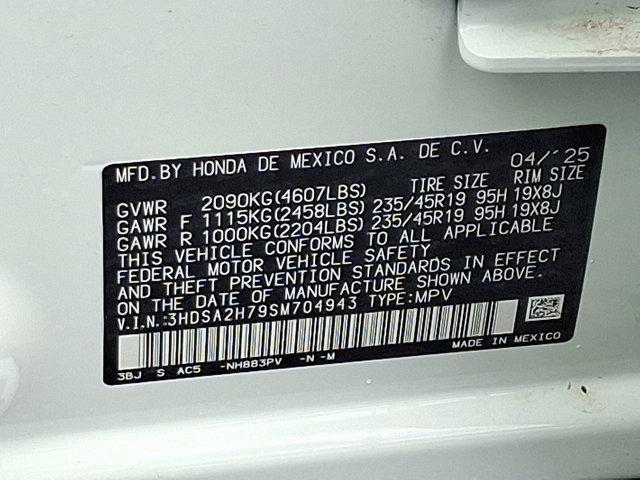 MFD.BY HONDA DE MEXICO S.A. DE C.V. 04/'25
GVWR 2090KG(4607LBS) TIRE SIZE RIM SIZE
GAWR F 1115KG(2458LBS) 235/45R19 95H 19X8J
GAWR R 1000KG(2204LBS) 235/45R19 95H 19X8J
THIS VEHICLE CONFORMS TO ALL APPLICABLE
FEDERAL MOTOR VEHICLE SAFETY
AND THEFT PREVENTION STANDARDS IN EFFECT
ON THE DATE OF MANUFACTURE SHOWN ABOVE.
V.I.N.:3HDSA2H79SM704943 TYPE:MPV
3BJ S AC5 -NH883PV -N-M MADE IN MEXICO